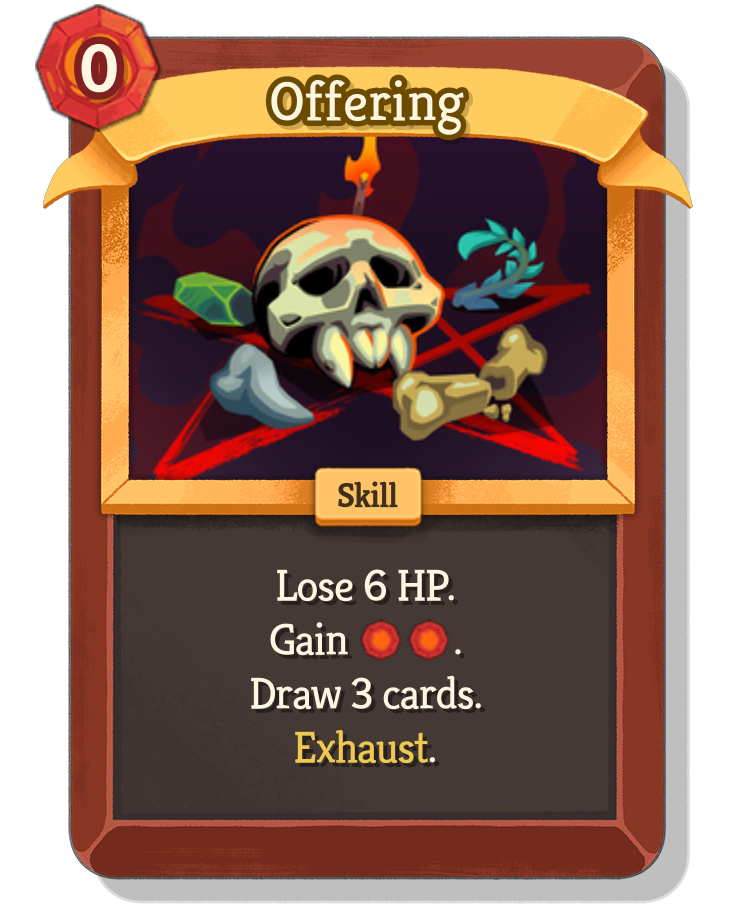 0
Offering
Skill
Lose 6 HP.
Gain .
Draw 3 cards.
Exhaust.